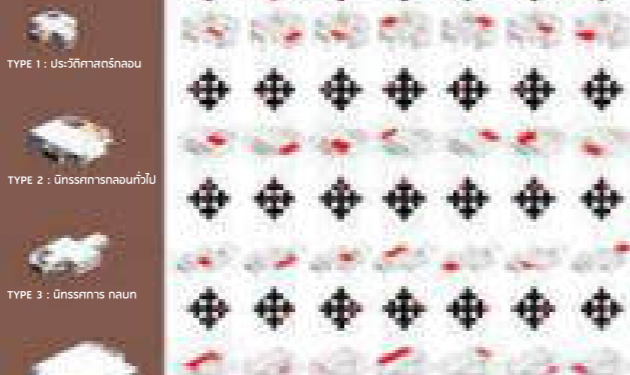 TYPE 1 : ประวัติศาสตร์กลอน
TYPE 2 : นิทรรศการกลอนทั่วไป
TYPE 3 : นิทรรศการ กลบท